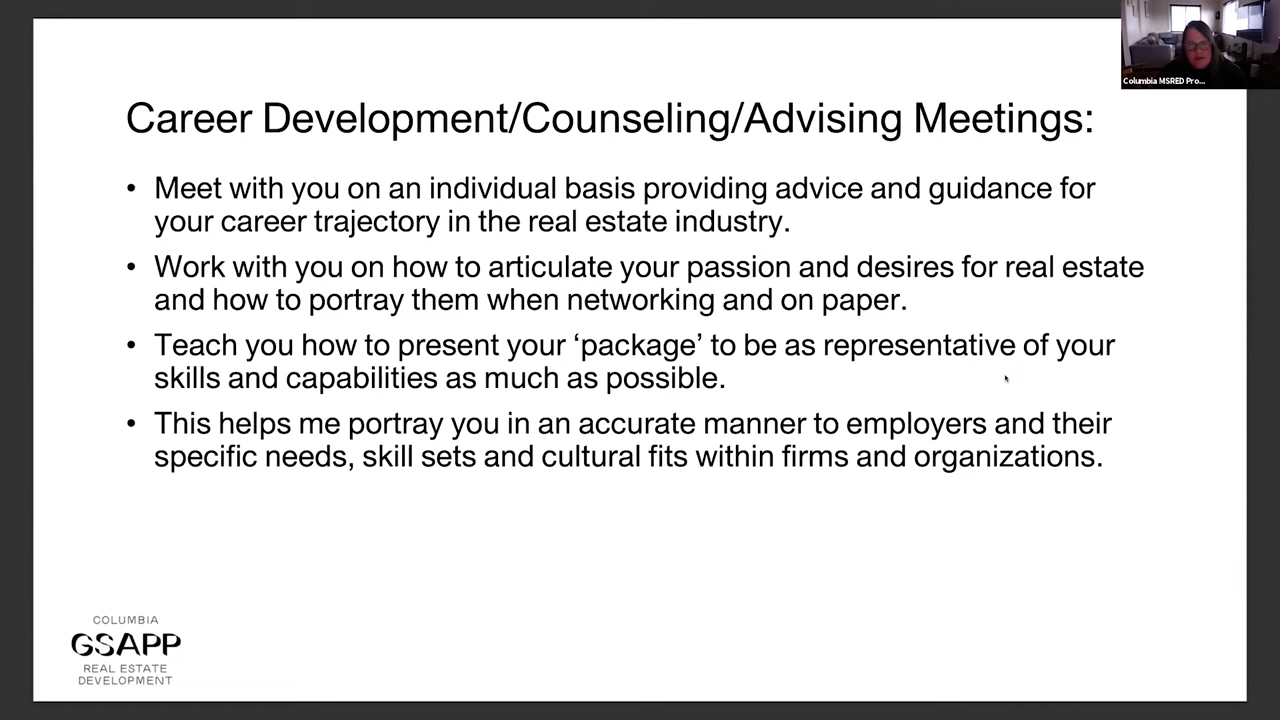 Columbia MSRED Pro...
Career Development/Counseling/Advising Meetings:
• Meet with you on an individual basis providing advice and guidance for
your career trajectory in the real estate industry.
• Work with you on how to articulate your passion and desires for real estate
and how to portray them when networking and on paper.
• Teach you how to present your ‘package’ to be as representative of your
skills and capabilities as much as possible.
• This helps me portray you in an accurate manner to employers and their
specific needs, skill sets and cultural fits within firms and organizations.
COLUMBIA
GSAPP
REAL ESTATE
DEVELOPMENT